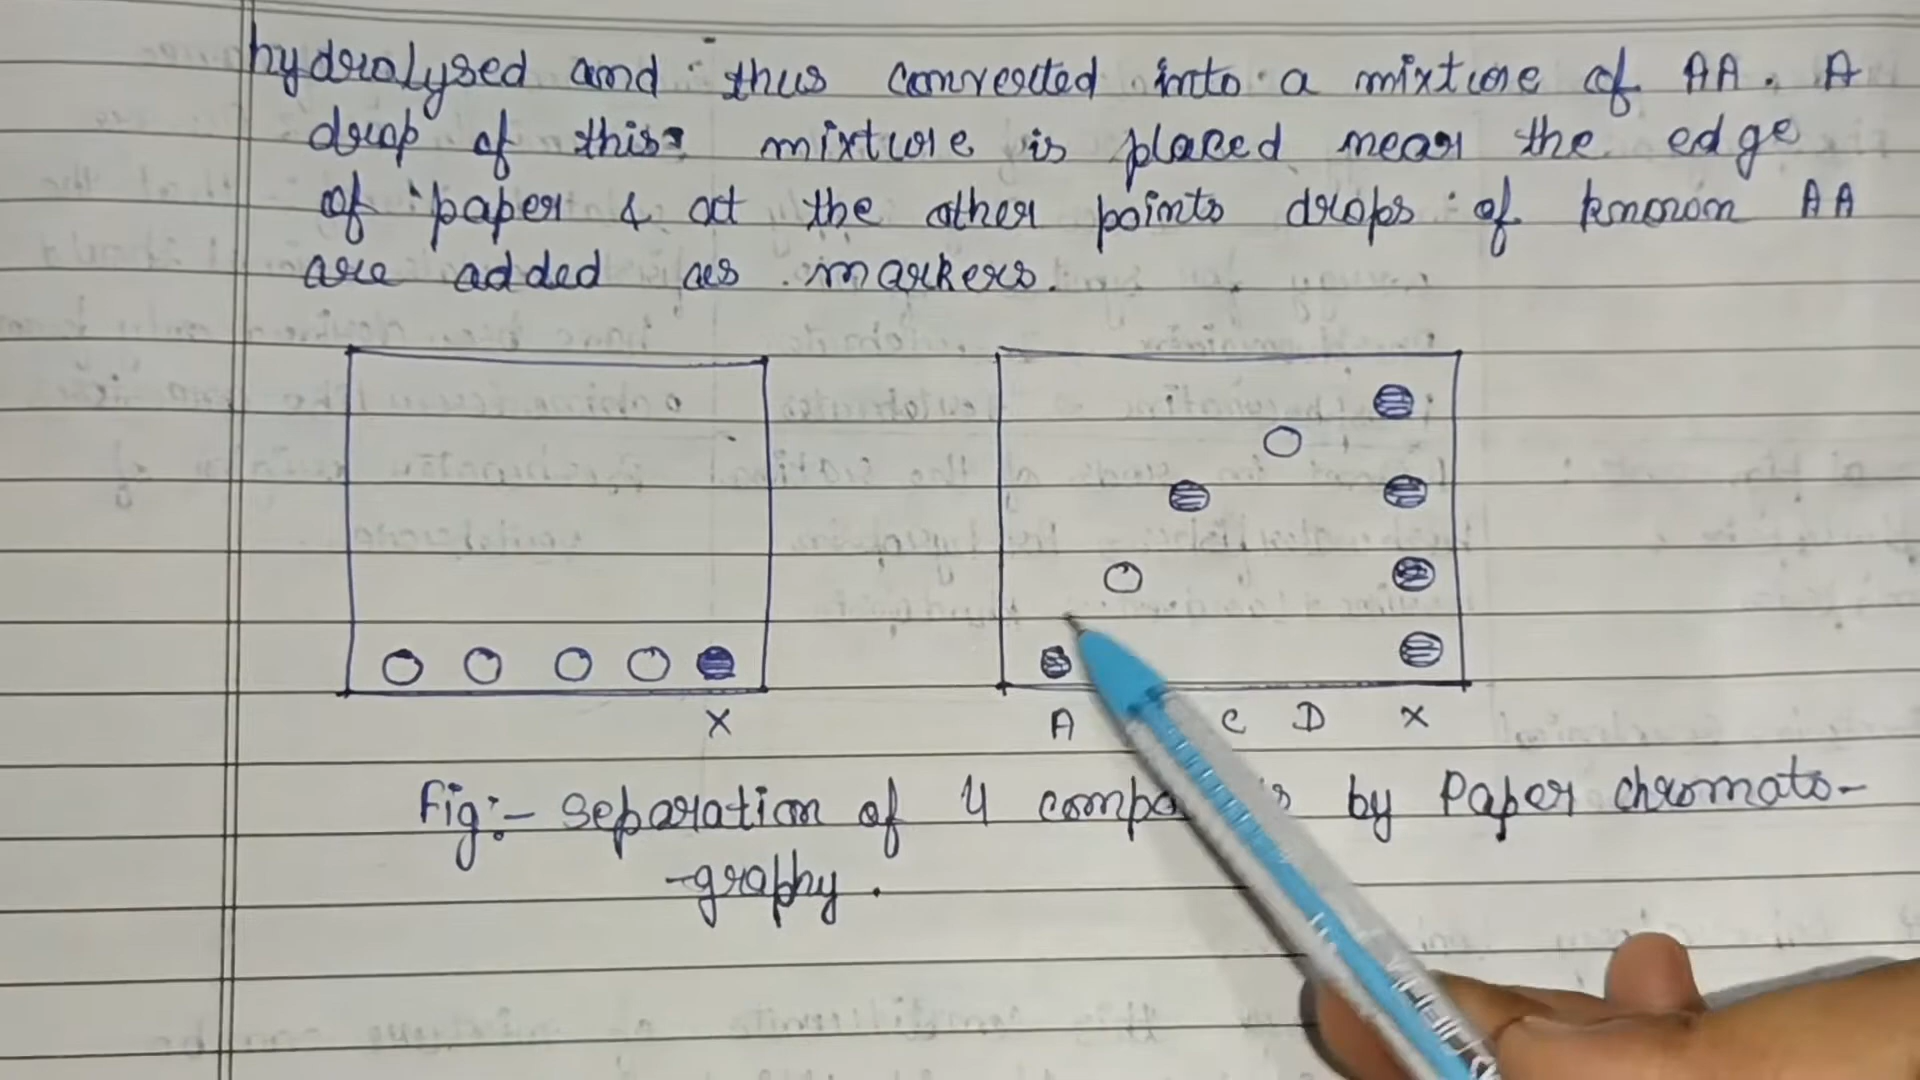 hydrolysed and thus converted into a mixture of AA. A
drop of this mixture is placed near the edge
of paper & at the other points drops of known AA
are added as markers.
X
A C D X
Fig:- Separation of 4 by Paper chromato-
-graphy.